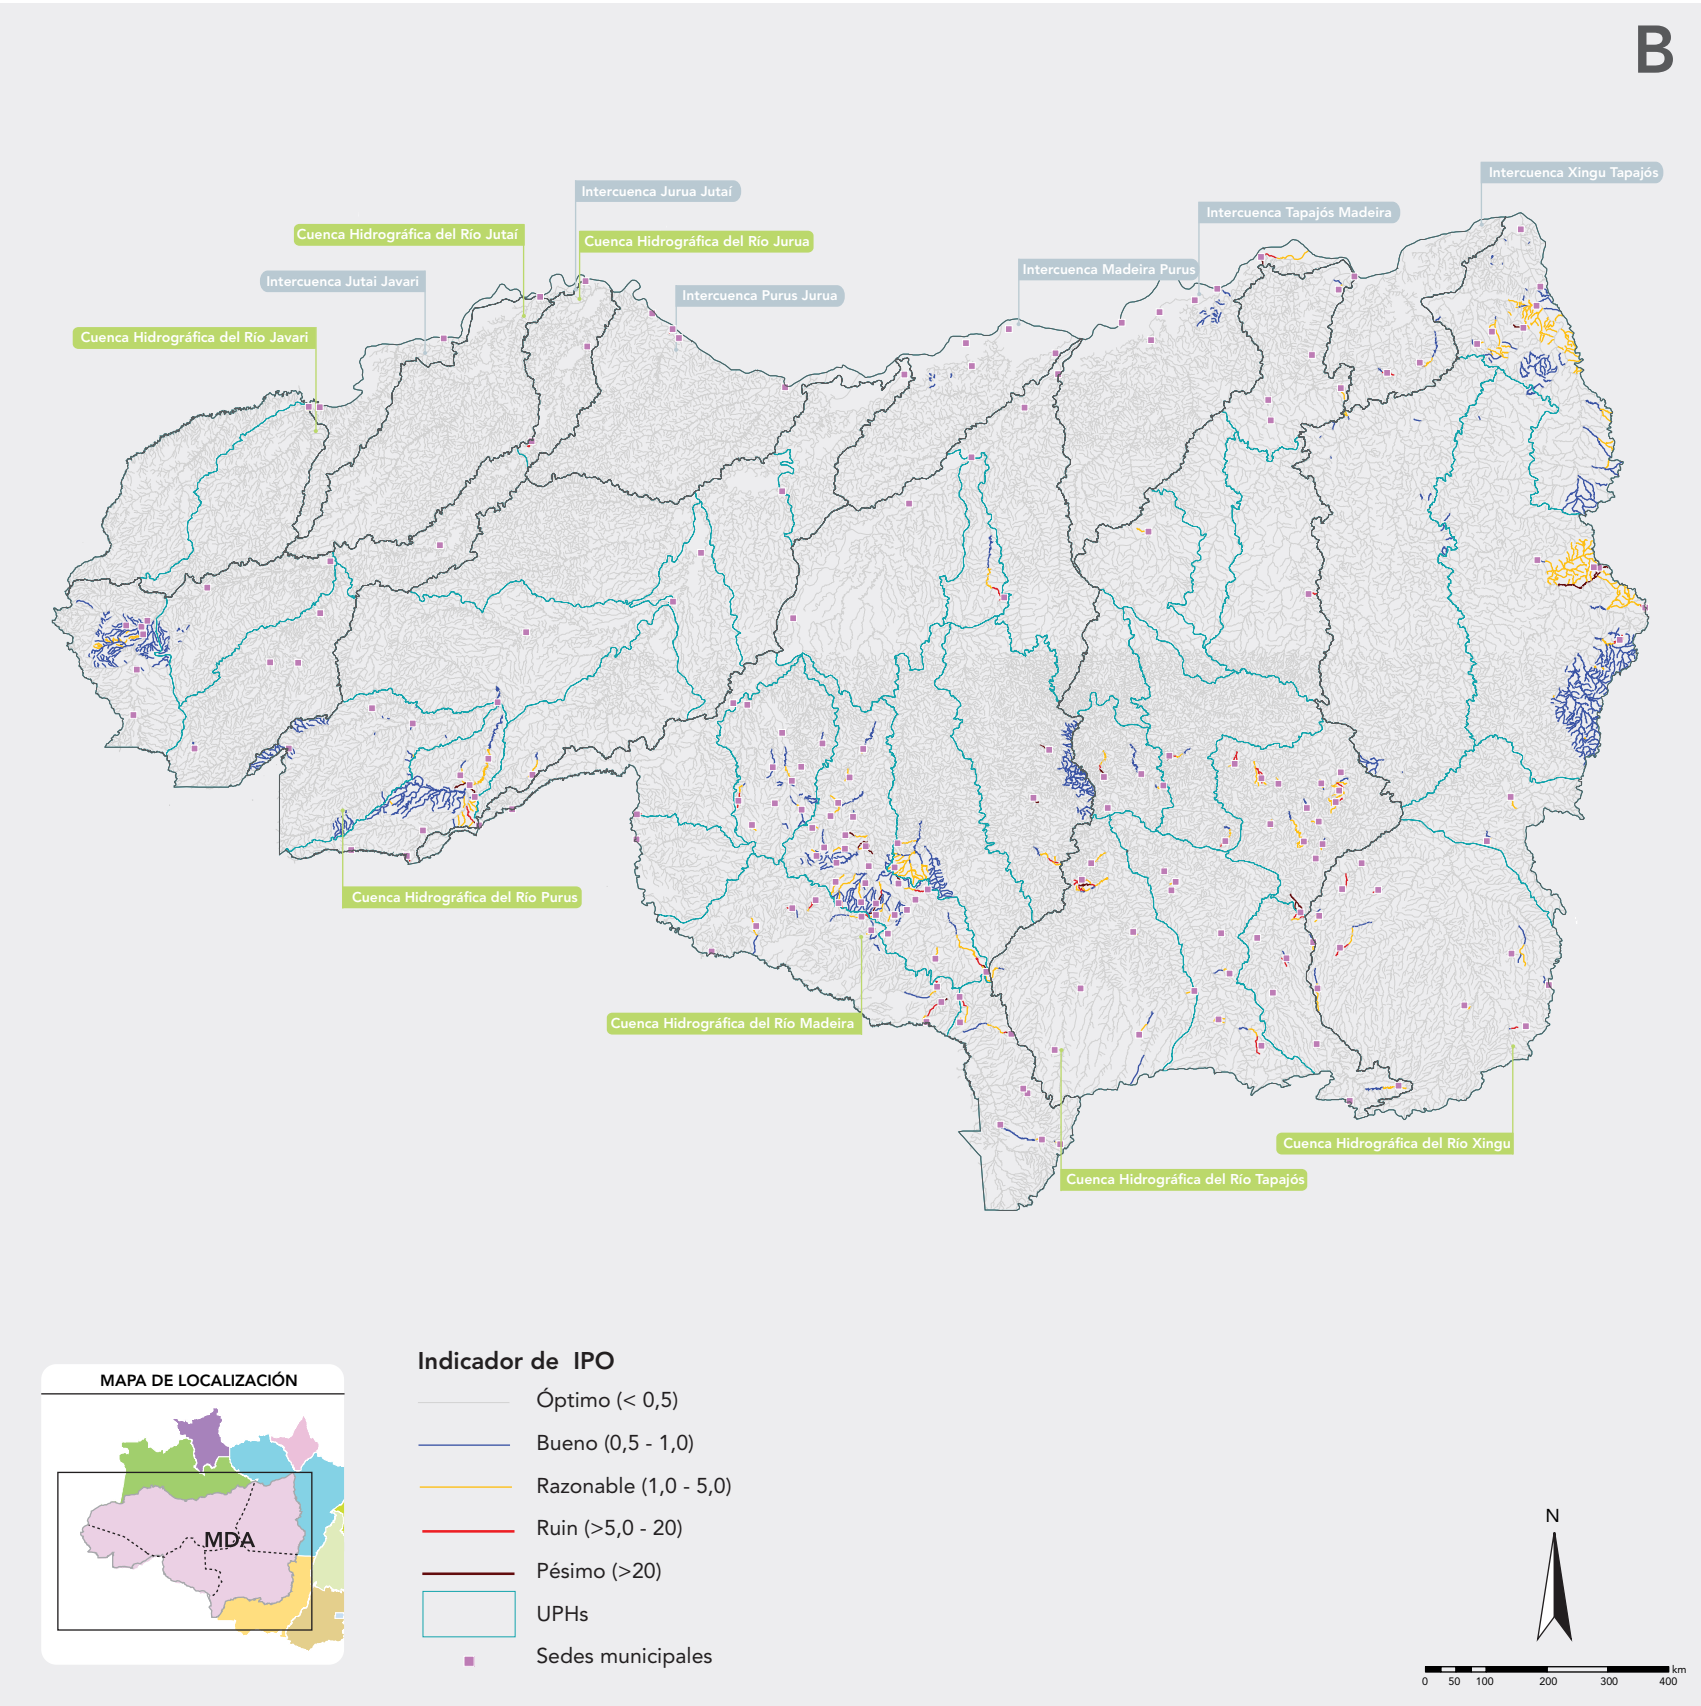 B
Intercuenca Xingu Tapajós
Intercuenca Jurua Jutaí
Intercuenca Tapajós Madeira
Cuenca Hidrográfica del Río Jutaí
Cuenca Hidrográfica del Río Jurua
Intercuenca Madeira Purus
Intercuenca Jutai Javari
Intercuenca Purus Jurua
Cuenca Hidrográfica del Río Javari
Cuenca Hidrográfica del Río Purus
Cuenca Hidrográfica del Río Madeira
Cuenca Hidrográfica del Río Xingu
Cuenca Hidrográfica del Río Tapajós
MAPA DE LOCALIZACIÓN
MDA
Indicador de IPO
Óptimo (< 0,5)
Bueno (0,5 - 1,0)
Razonable (1,0 - 5,0)
Ruin (>5,0 - 20)
Pésimo (>20)
UPHs
Sedes municipales
N
km
0 50 100 200 300 400